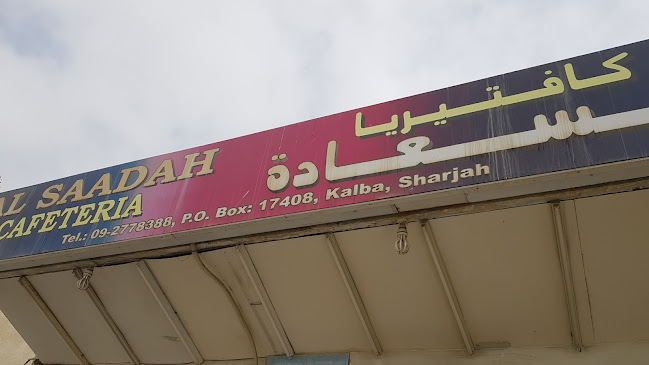 AL SAADAH
CAFETERIA
كافتيريا
سعادة
Tel.: 09-2778388, P.O. Box: 17408, Kalba, Sharjah